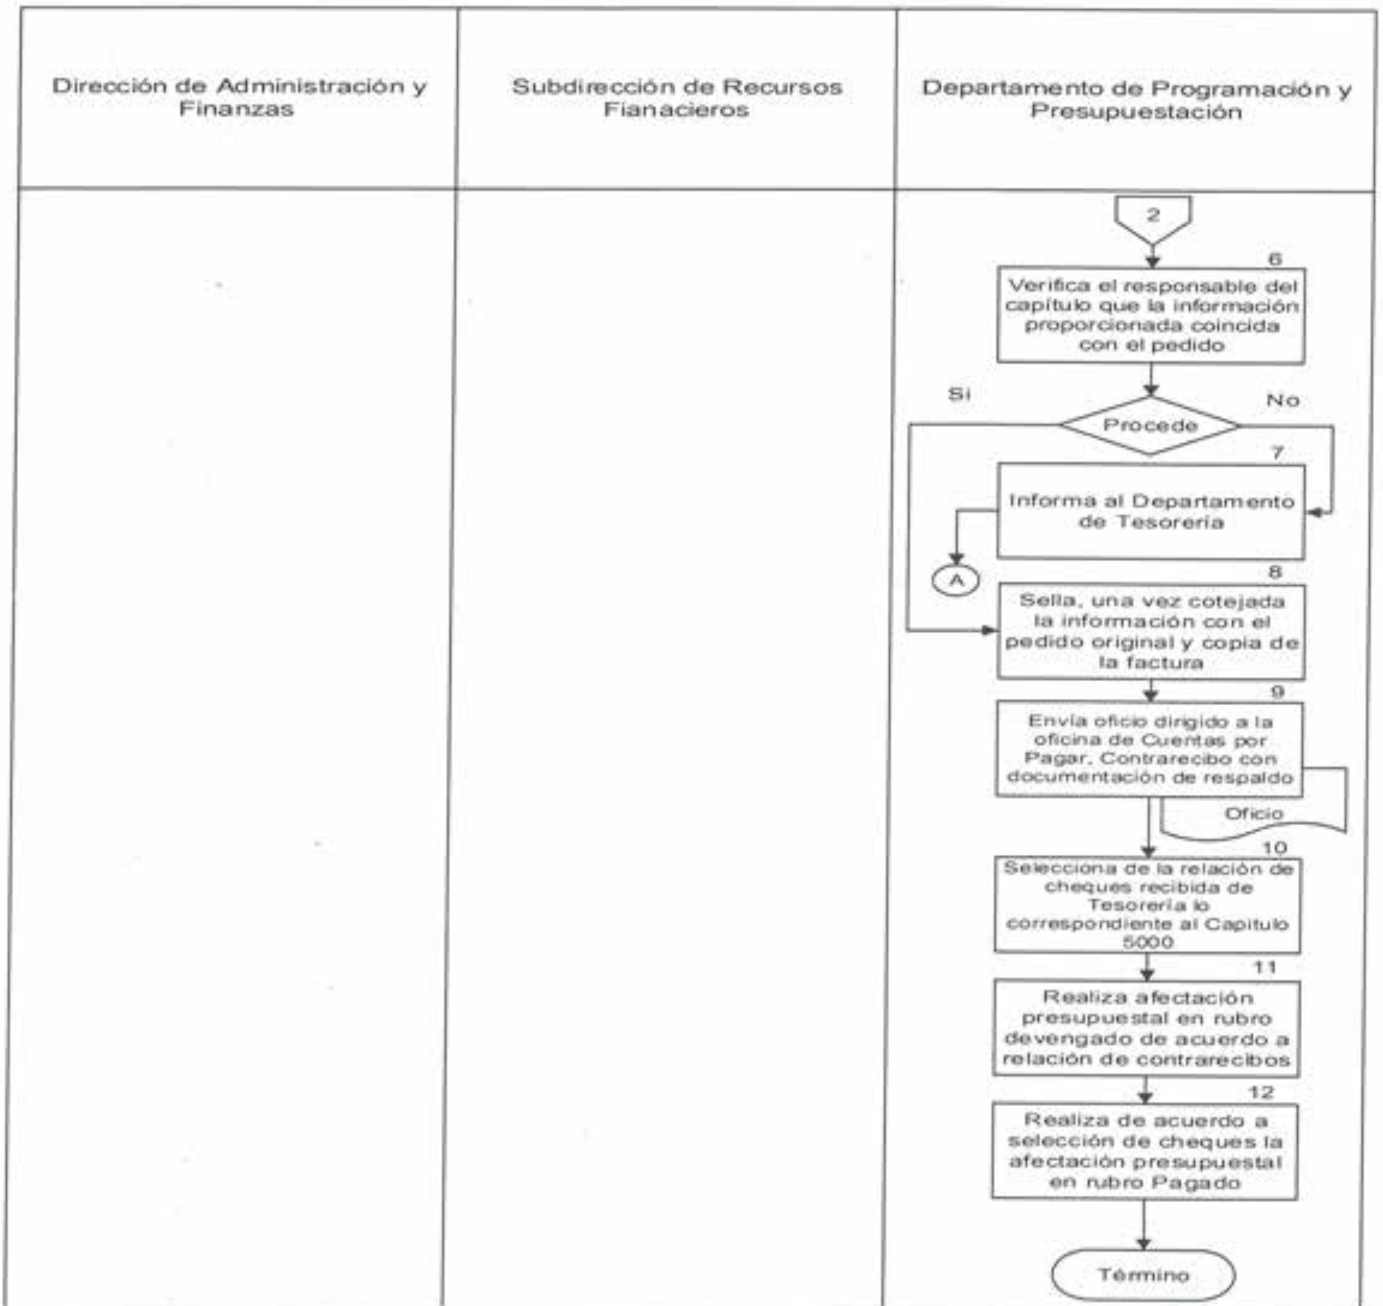 Dirección de Administración y
Finanzas
Subdirección de Recursos
Fianacieros
Departamento de Programación y
Presupuestación
2
6
Verifica el responsable del
capítulo que la información
proporcionada coincida
con el pedido
Si
No
Procede
7
Informa al Departamento
de Tesorería
A
8
Sella, una vez cotejada
la información con el
pedido original y copia de
la factura
9
Envía oficio dirigido a la
oficina de Cuentas por
Pagar, Contrarecibo con
documentación de respaldo
Oficio
10
Selecciona de la relación de
cheques recibida de
Tesorería lo
correspondiente al Capitulo
5000
11
Realiza afectación
presupuestal en rubro
devengado de acuerdo a
relación de contrarecibos
12
Realiza de acuerdo a
selección de cheques la
afectación presupuestal
en rubro Pagado
Término